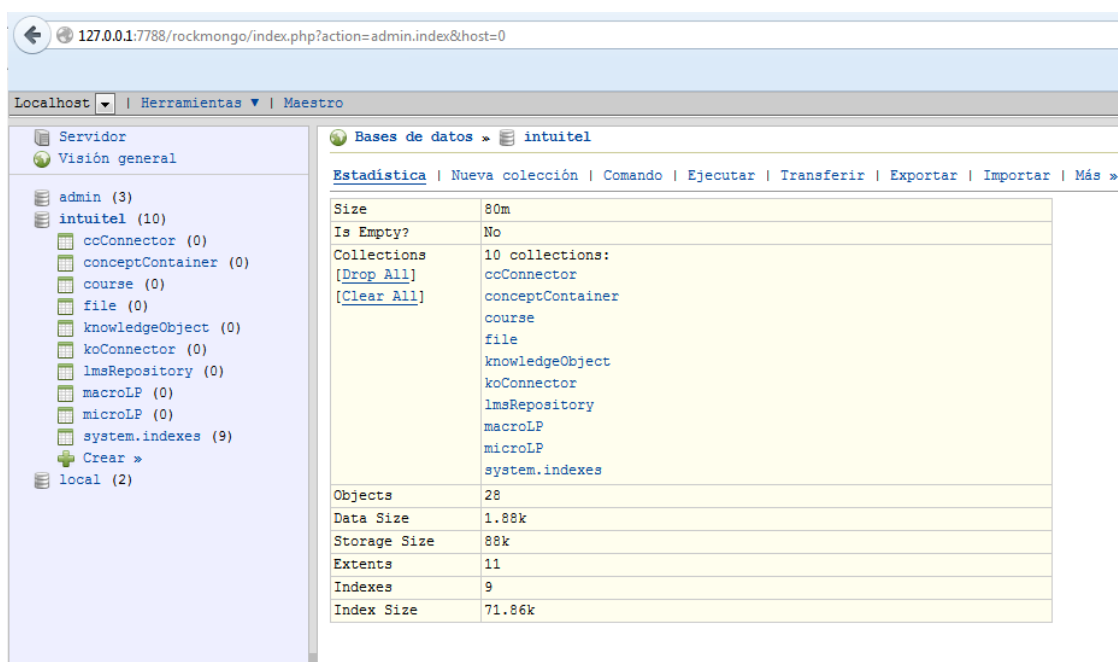 127.0.0.1:7788/rockmongo/index.php?action=admin.index&host=0
Localhost | Herramientas ▼ | Maestro
Servidor
Visión general
admin (3)
intuitel (10)
ccConnector (0)
conceptContainer (0)
course (0)
file (0)
knowledgeObject (0)
koConnector (0)
lmsRepository (0)
macroLP (0)
microLP (0)
system.indexes (9)
Crear »
local (2)
Bases de datos » intuitel
Estadística | Nueva colección | Comando | Ejecutar | Transferir | Exportar | Importar | Más »
Size 80m
Is Empty? No
Collections 10 collections:
[Drop All] ccConnector
[Clear All] conceptContainer
course
file
knowledgeObject
koConnector
lmsRepository
macroLP
microLP
system.indexes
Objects 28
Data Size 1.88k
Storage Size 88k
Extents 11
Indexes 9
Index Size 71.86k